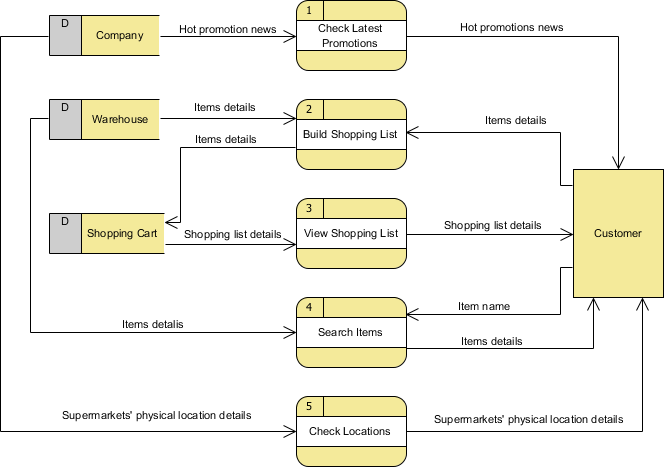 D
Company
Hot promotion news
1
Check Latest
Promotions
Hot promotions news
D
Warehouse
Items details
2
Build Shopping List
Items details
Items details
D
Shopping Cart
Shopping list details
3
View Shopping List
Shopping list details
Customer
4
Search Items
Item name
Items detalis
Items details
5
Check Locations
Supermarkets' physical location details
Supermarkets' physical location details